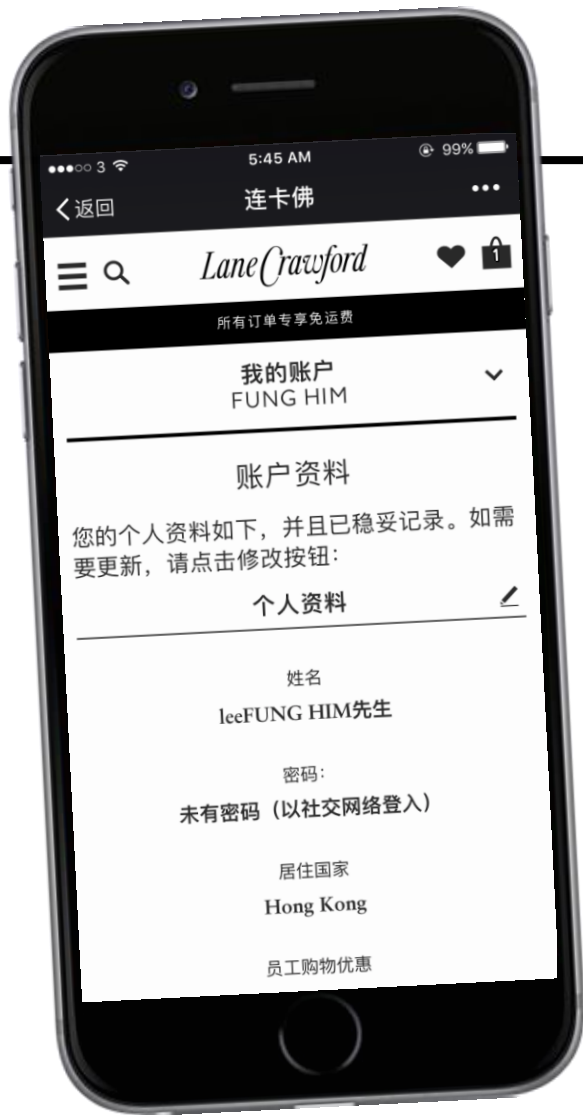 3 5:45 AM 99%
返回 连卡佛
Lane Crawford 1
所有订单专享免运费
我的账户
FUNG HIM
账户资料
您的个人资料如下，并且已稳妥记录。如需
要更新，请点击修改按钮：
个人资料
姓名
leeFUNG HIM先生
密码：
未有密码（以社交网络登入）
居住国家
Hong Kong
员工购物优惠